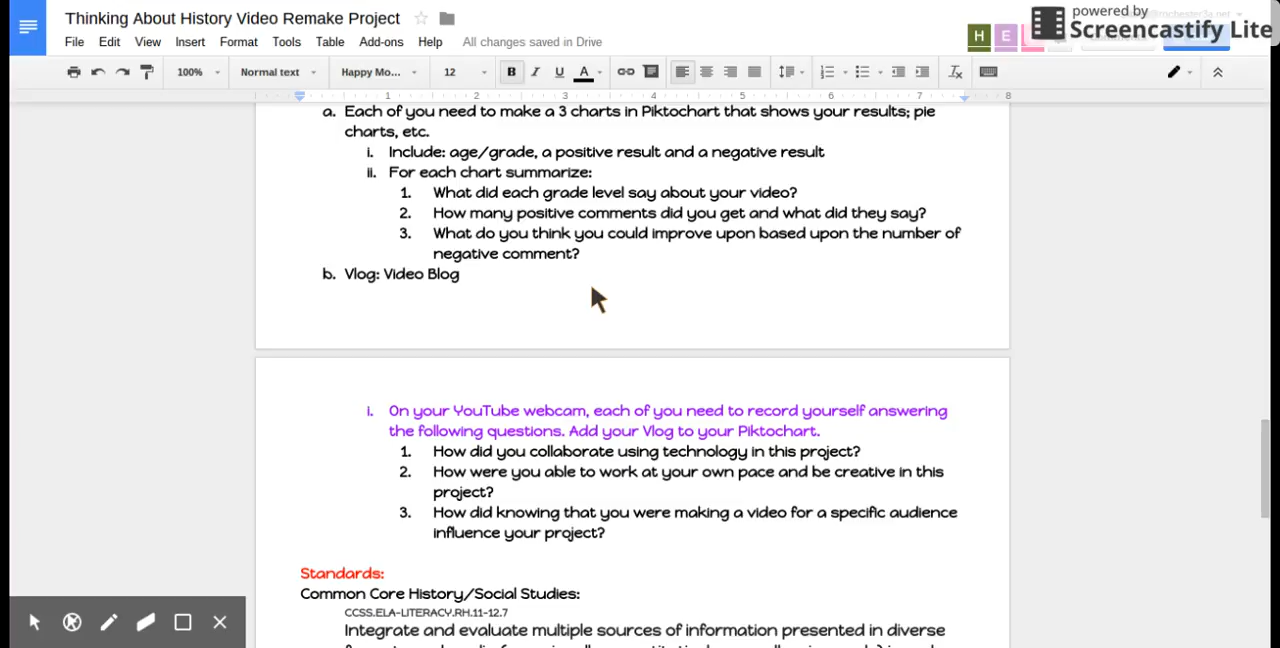 Thinking About History Video Remake Project
powered by
Screencastify Lite
File Edit View Insert Format Tools Table Add-ons Help All changes saved in Drive
H E
100% Normal text Happy Mo... 12 B I U A
1 2 3 4 5 6 7 8
a. Each of you need to make a 3 charts in Piktochart that shows your results; pie
charts, etc.
i. Include: age/grade, a positive result and a negative result
ii. For each chart summarize:
1. What did each grade level say about your video?
2. How many positive comments did you get and what did they say?
3. What do you think you could improve upon based upon the number of
negative comment?
b. Vlog: Video Blog
i. On your YouTube webcam, each of you need to record yourself answering
the following questions. Add your Vlog to your Piktochart.
1. How did you collaborate using technology in this project?
2. How were you able to work at your own pace and be creative in this
project?
3. How did knowing that you were making a video for a specific audience
influence your project?
Standards:
Common Core History/Social Studies:
CCSS.ELA-LITERACY.RH.11-12.7
Integrate and evaluate multiple sources of information presented in diverse